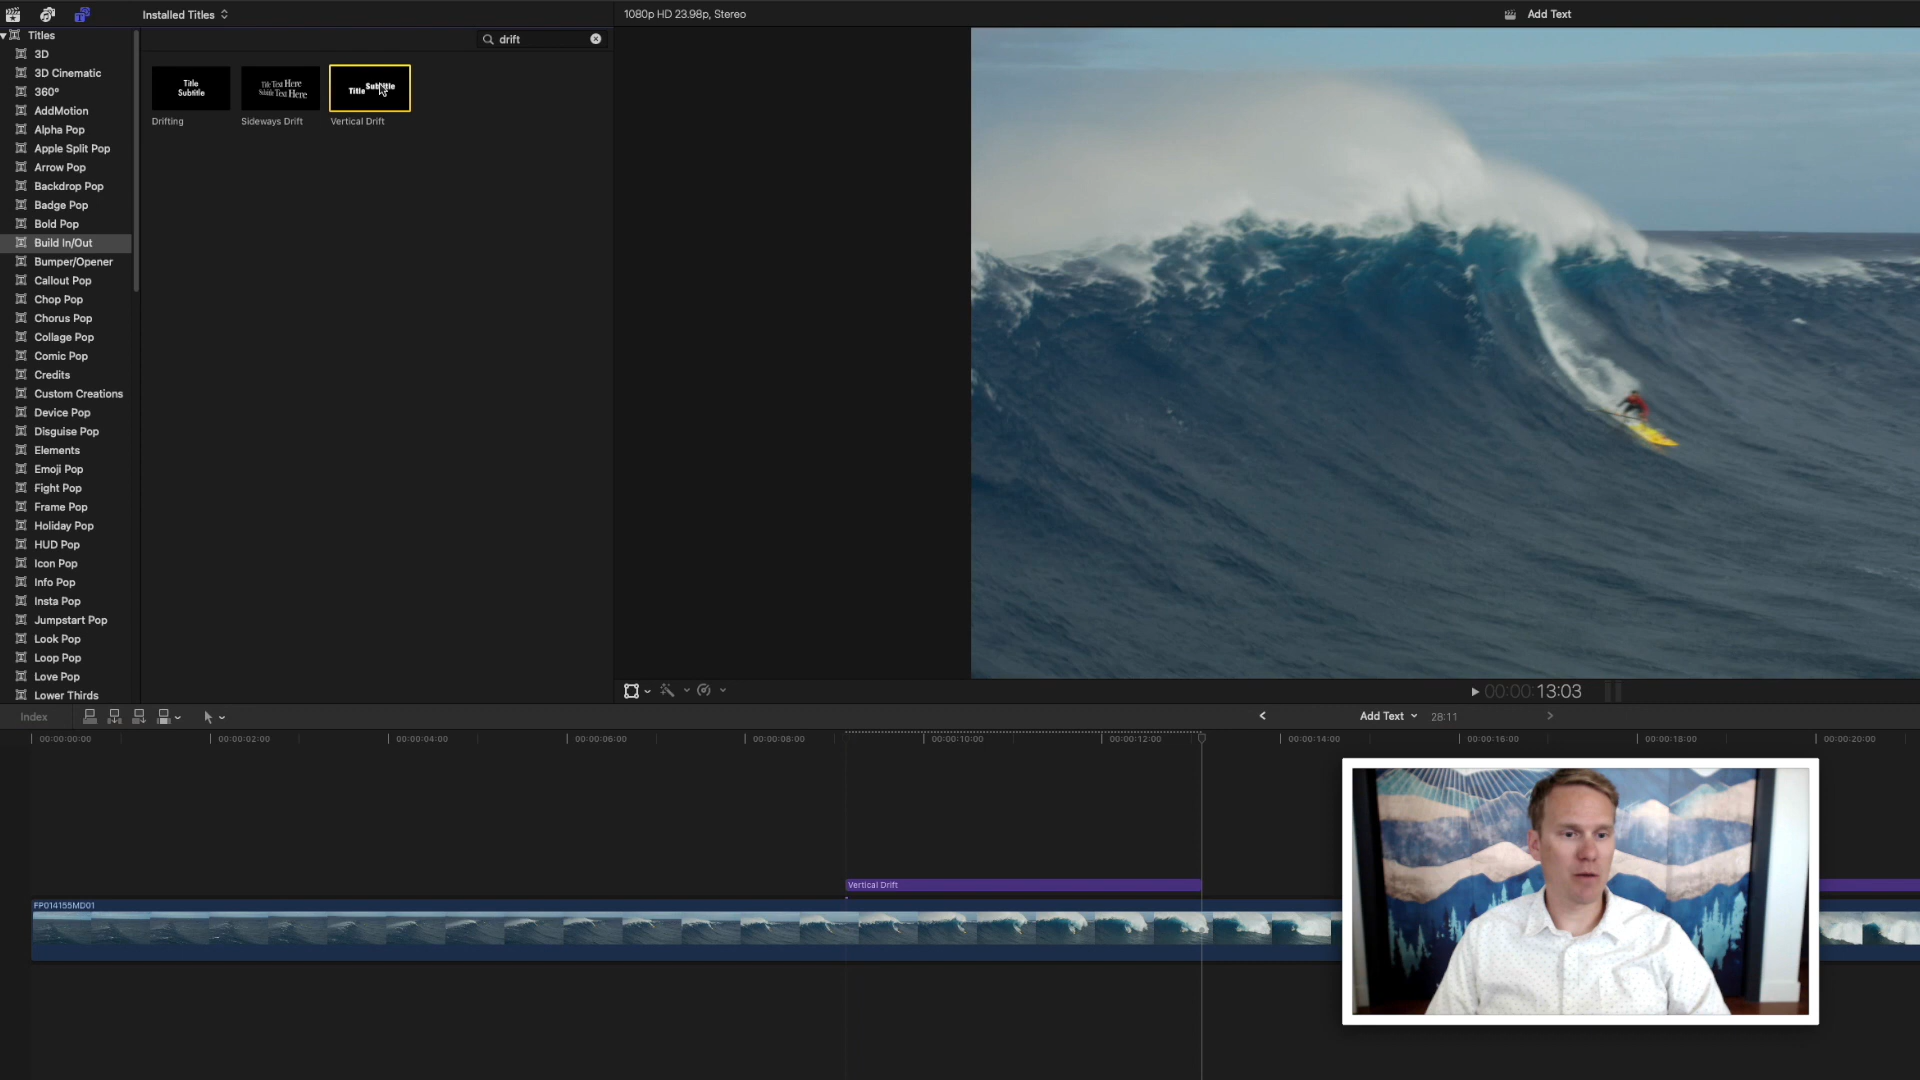 Installed Titles
1080p HD 23.98p, Stereo
Add Text
Titles
drift
3D
3D Cinematic
360°
AddMotion
Alpha Pop
Apple Split Pop
Arrow Pop
Backdrop Pop
Badge Pop
Bold Pop
Build In/Out
Bumper/Opener
Callout Pop
Chop Pop
Chorus Pop
Collage Pop
Comic Pop
Credits
Custom Creations
Device Pop
Disguise Pop
Elements
Emoji Pop
Fight Pop
Frame Pop
Holiday Pop
HUD Pop
Icon Pop
Info Pop
Insta Pop
Jumpstart Pop
Look Pop
Loop Pop
Love Pop
Lower Thirds
Title
Subtitle
Title Text Here
Subtitle Text Here
Title Subtitle
Drifting
Sideways Drift
Vertical Drift
00:00:13:03
Index
Add Text
28:11
00:00:00:00
00:00:02:00
00:00:04:00
00:00:06:00
00:00:08:00
00:00:10:00
00:00:12:00
00:00:14:00
00:00:16:00
00:00:18:00
00:00:20:00
Vertical Drift
FP014155MD01